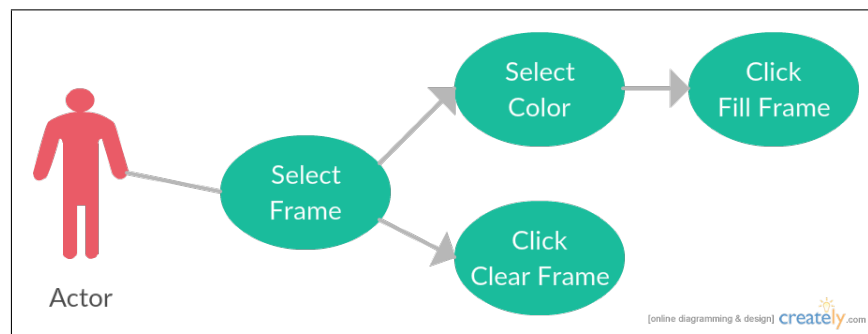 Select
Color
Click
Fill Frame
Select
Frame
Click
Clear Frame
Actor
[online diagramming & design] creately.com